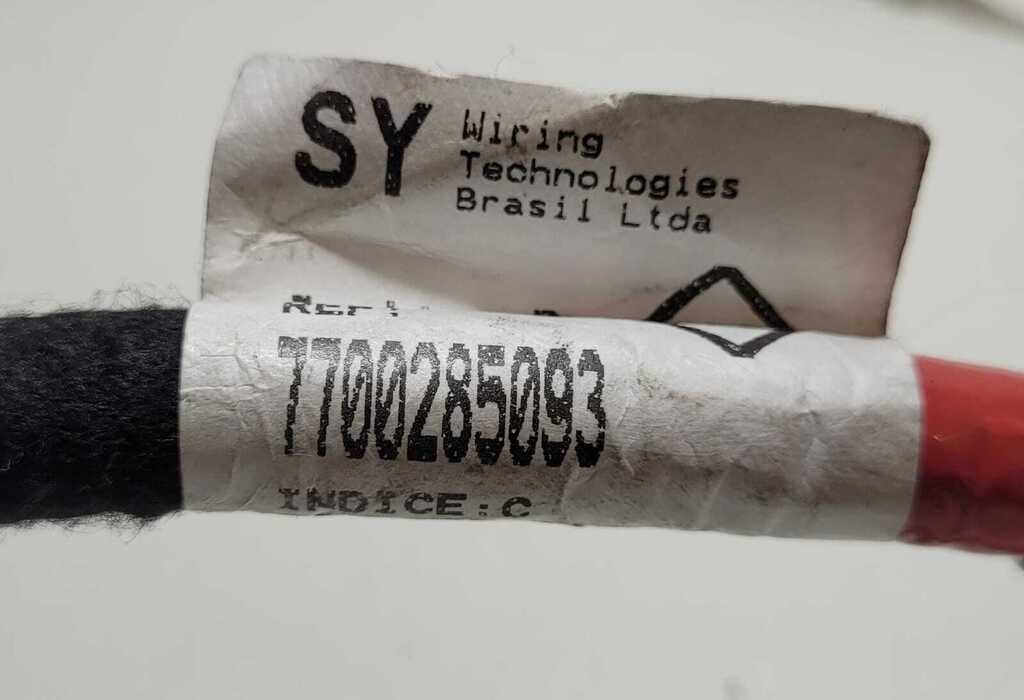 SY
Wiring
Technologies
Brasil Ltda
7700285093
INDICE:C